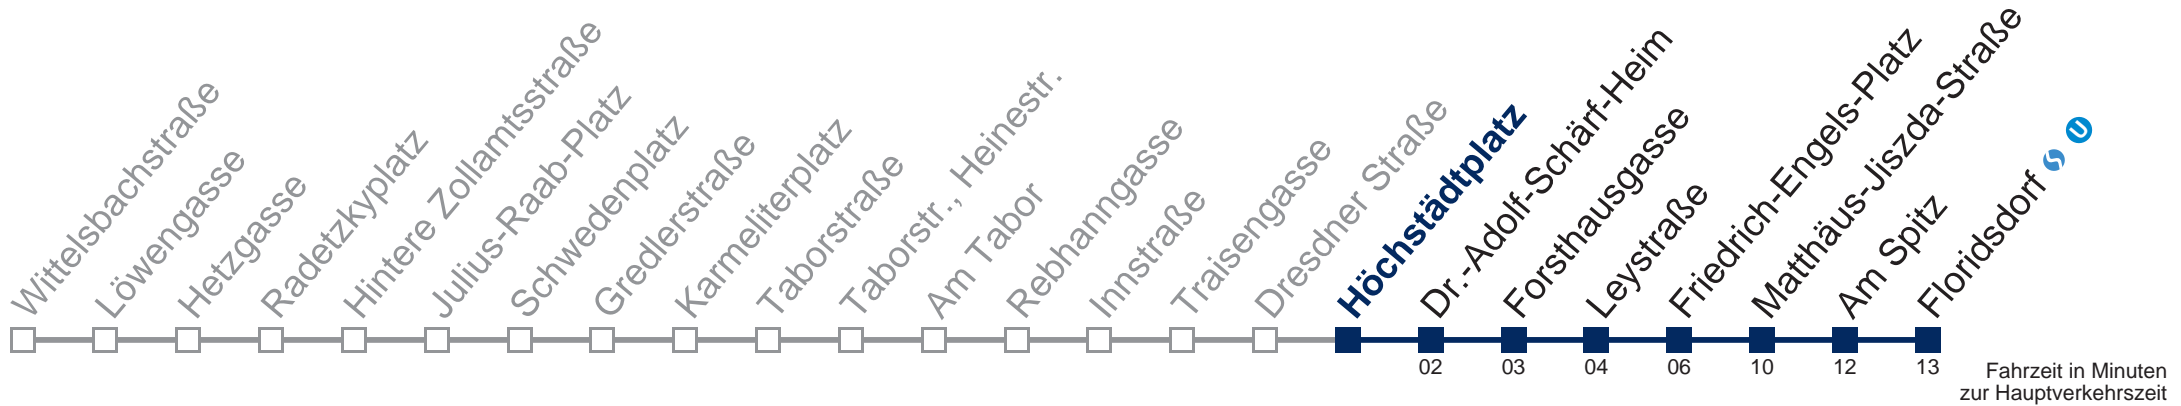 Wittelsbachstraße
Löwengasse
Hetzgasse
Radetzkyplatz
Hintere Zollamtsstraße
Julius-Raab-Platz
Schwedenplatz
Gredlerstraße
Karmeliterplatz
Taborstraße
Taborstr., Heinestr.
Am Tabor
Rebhanngasse
Innstraße
Traisengasse
Dresdner Straße
Höchstädtplatz
Dr.-Adolf-Schärf-Heim
Forsthausgasse
Leystraße
Friedrich-Engels-Platz
Matthäus-Jiszda-Straße
Am Spitz
Floridsdorf S U
02 03 04 06 10 12 13
Fahrzeit in Minuten
zur Hauptverkehrszeit